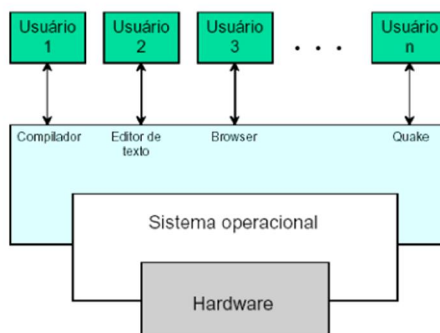 Usuário
1
Usuário
2
Usuário
3
. . .
Usuário
n
Compilador
Editor de
texto
Browser
Quake
Sistema operacional
Hardware